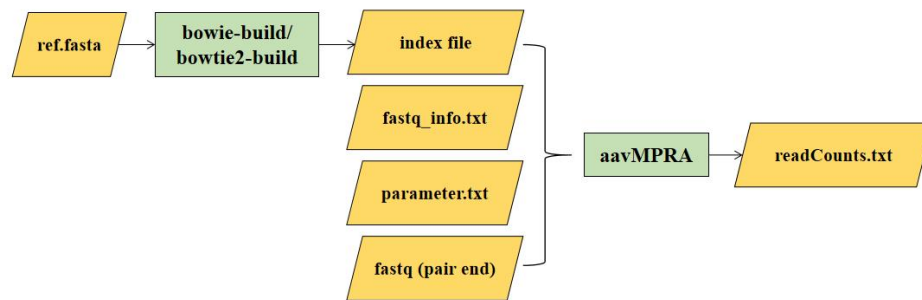 ref.fasta
bowie-build/
bowtie2-build
index file
fastq_info.txt
parameter.txt
fastq (pair end)
aavMPRA
readCounts.txt